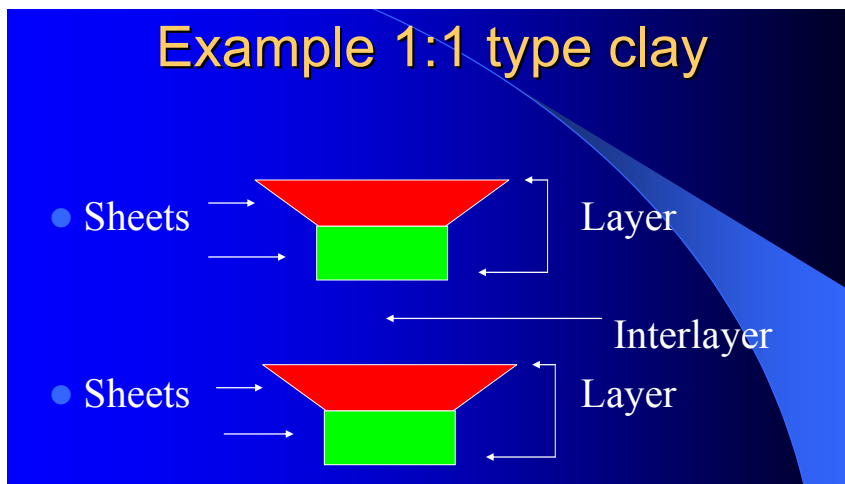 Example 1:1 type clay
Sheets
Layer
Interlayer
Sheets
Layer